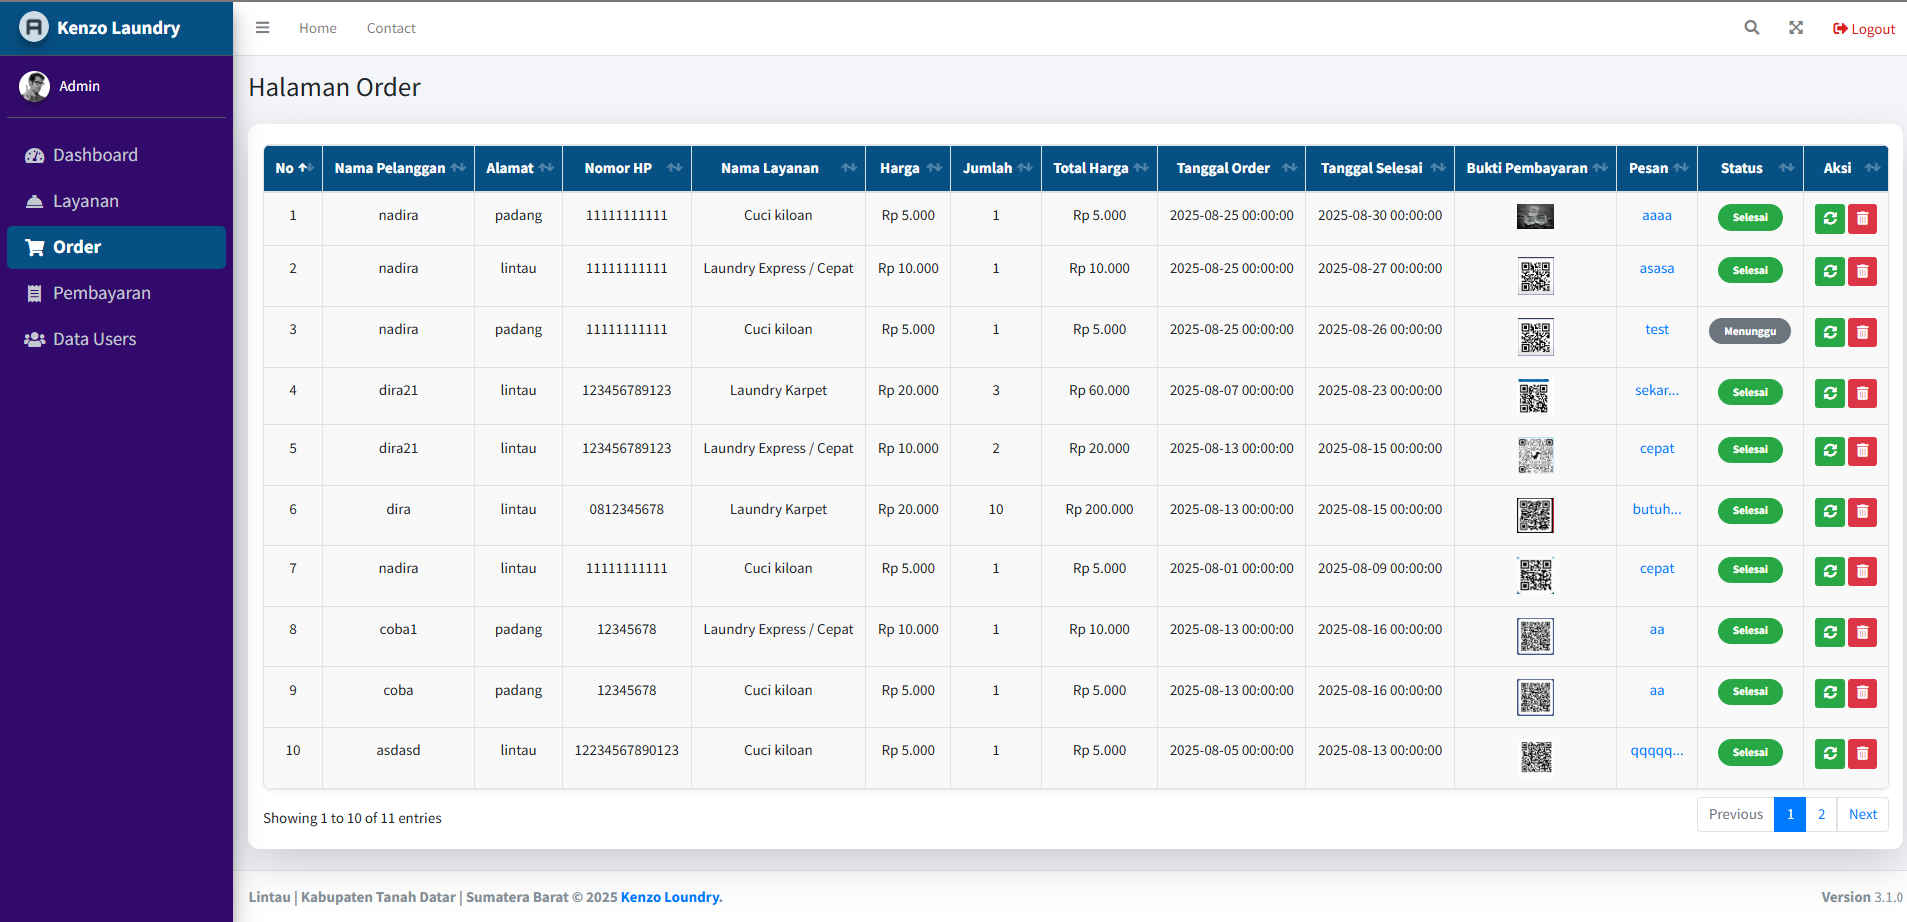 Kenzo Laundry
Home
Contact
Logout
Admin
Dashboard
Layanan
Order
Pembayaran
Data Users
Halaman Order
No Nama Pelanggan Alamat Nomor HP Nama Layanan Harga Jumlah Total Harga Tanggal Order Tanggal Selesai Bukti Pembayaran Pesan Status Aksi
1 nadira padang 11111111111 Cuci kiloan Rp 5.000 1 Rp 5.000 2025-08-25 00:00:00 2025-08-30 00:00:00 aaaa Selesai
2 nadira lintau 11111111111 Laundry Express / Cepat Rp 10.000 1 Rp 10.000 2025-08-25 00:00:00 2025-08-27 00:00:00 asasa Selesai
3 nadira padang 11111111111 Cuci kiloan Rp 5.000 1 Rp 5.000 2025-08-25 00:00:00 2025-08-26 00:00:00 test Menunggu
4 dira21 lintau 123456789123 Laundry Karpet Rp 20.000 3 Rp 60.000 2025-08-07 00:00:00 2025-08-23 00:00:00 sekar... Selesai
5 dira21 lintau 123456789123 Laundry Express / Cepat Rp 10.000 2 Rp 20.000 2025-08-13 00:00:00 2025-08-15 00:00:00 cepat Selesai
6 dira lintau 0812345678 Laundry Karpet Rp 20.000 10 Rp 200.000 2025-08-13 00:00:00 2025-08-15 00:00:00 butuh... Selesai
7 nadira lintau 11111111111 Cuci kiloan Rp 5.000 1 Rp 5.000 2025-08-01 00:00:00 2025-08-09 00:00:00 cepat Selesai
8 coba1 padang 12345678 Laundry Express / Cepat Rp 10.000 1 Rp 10.000 2025-08-13 00:00:00 2025-08-16 00:00:00 aa Selesai
9 coba padang 12345678 Cuci kiloan Rp 5.000 1 Rp 5.000 2025-08-13 00:00:00 2025-08-16 00:00:00 aa Selesai
10 asdasd lintau 12234567890123 Cuci kiloan Rp 5.000 1 Rp 5.000 2025-08-05 00:00:00 2025-08-13 00:00:00 qqqqq... Selesai
Showing 1 to 10 of 11 entries
Previous 1 2 Next
Lintau | Kabupaten Tanah Datar | Sumatera Barat © 2025 Kenzo Loundry.
Version 3.1.0